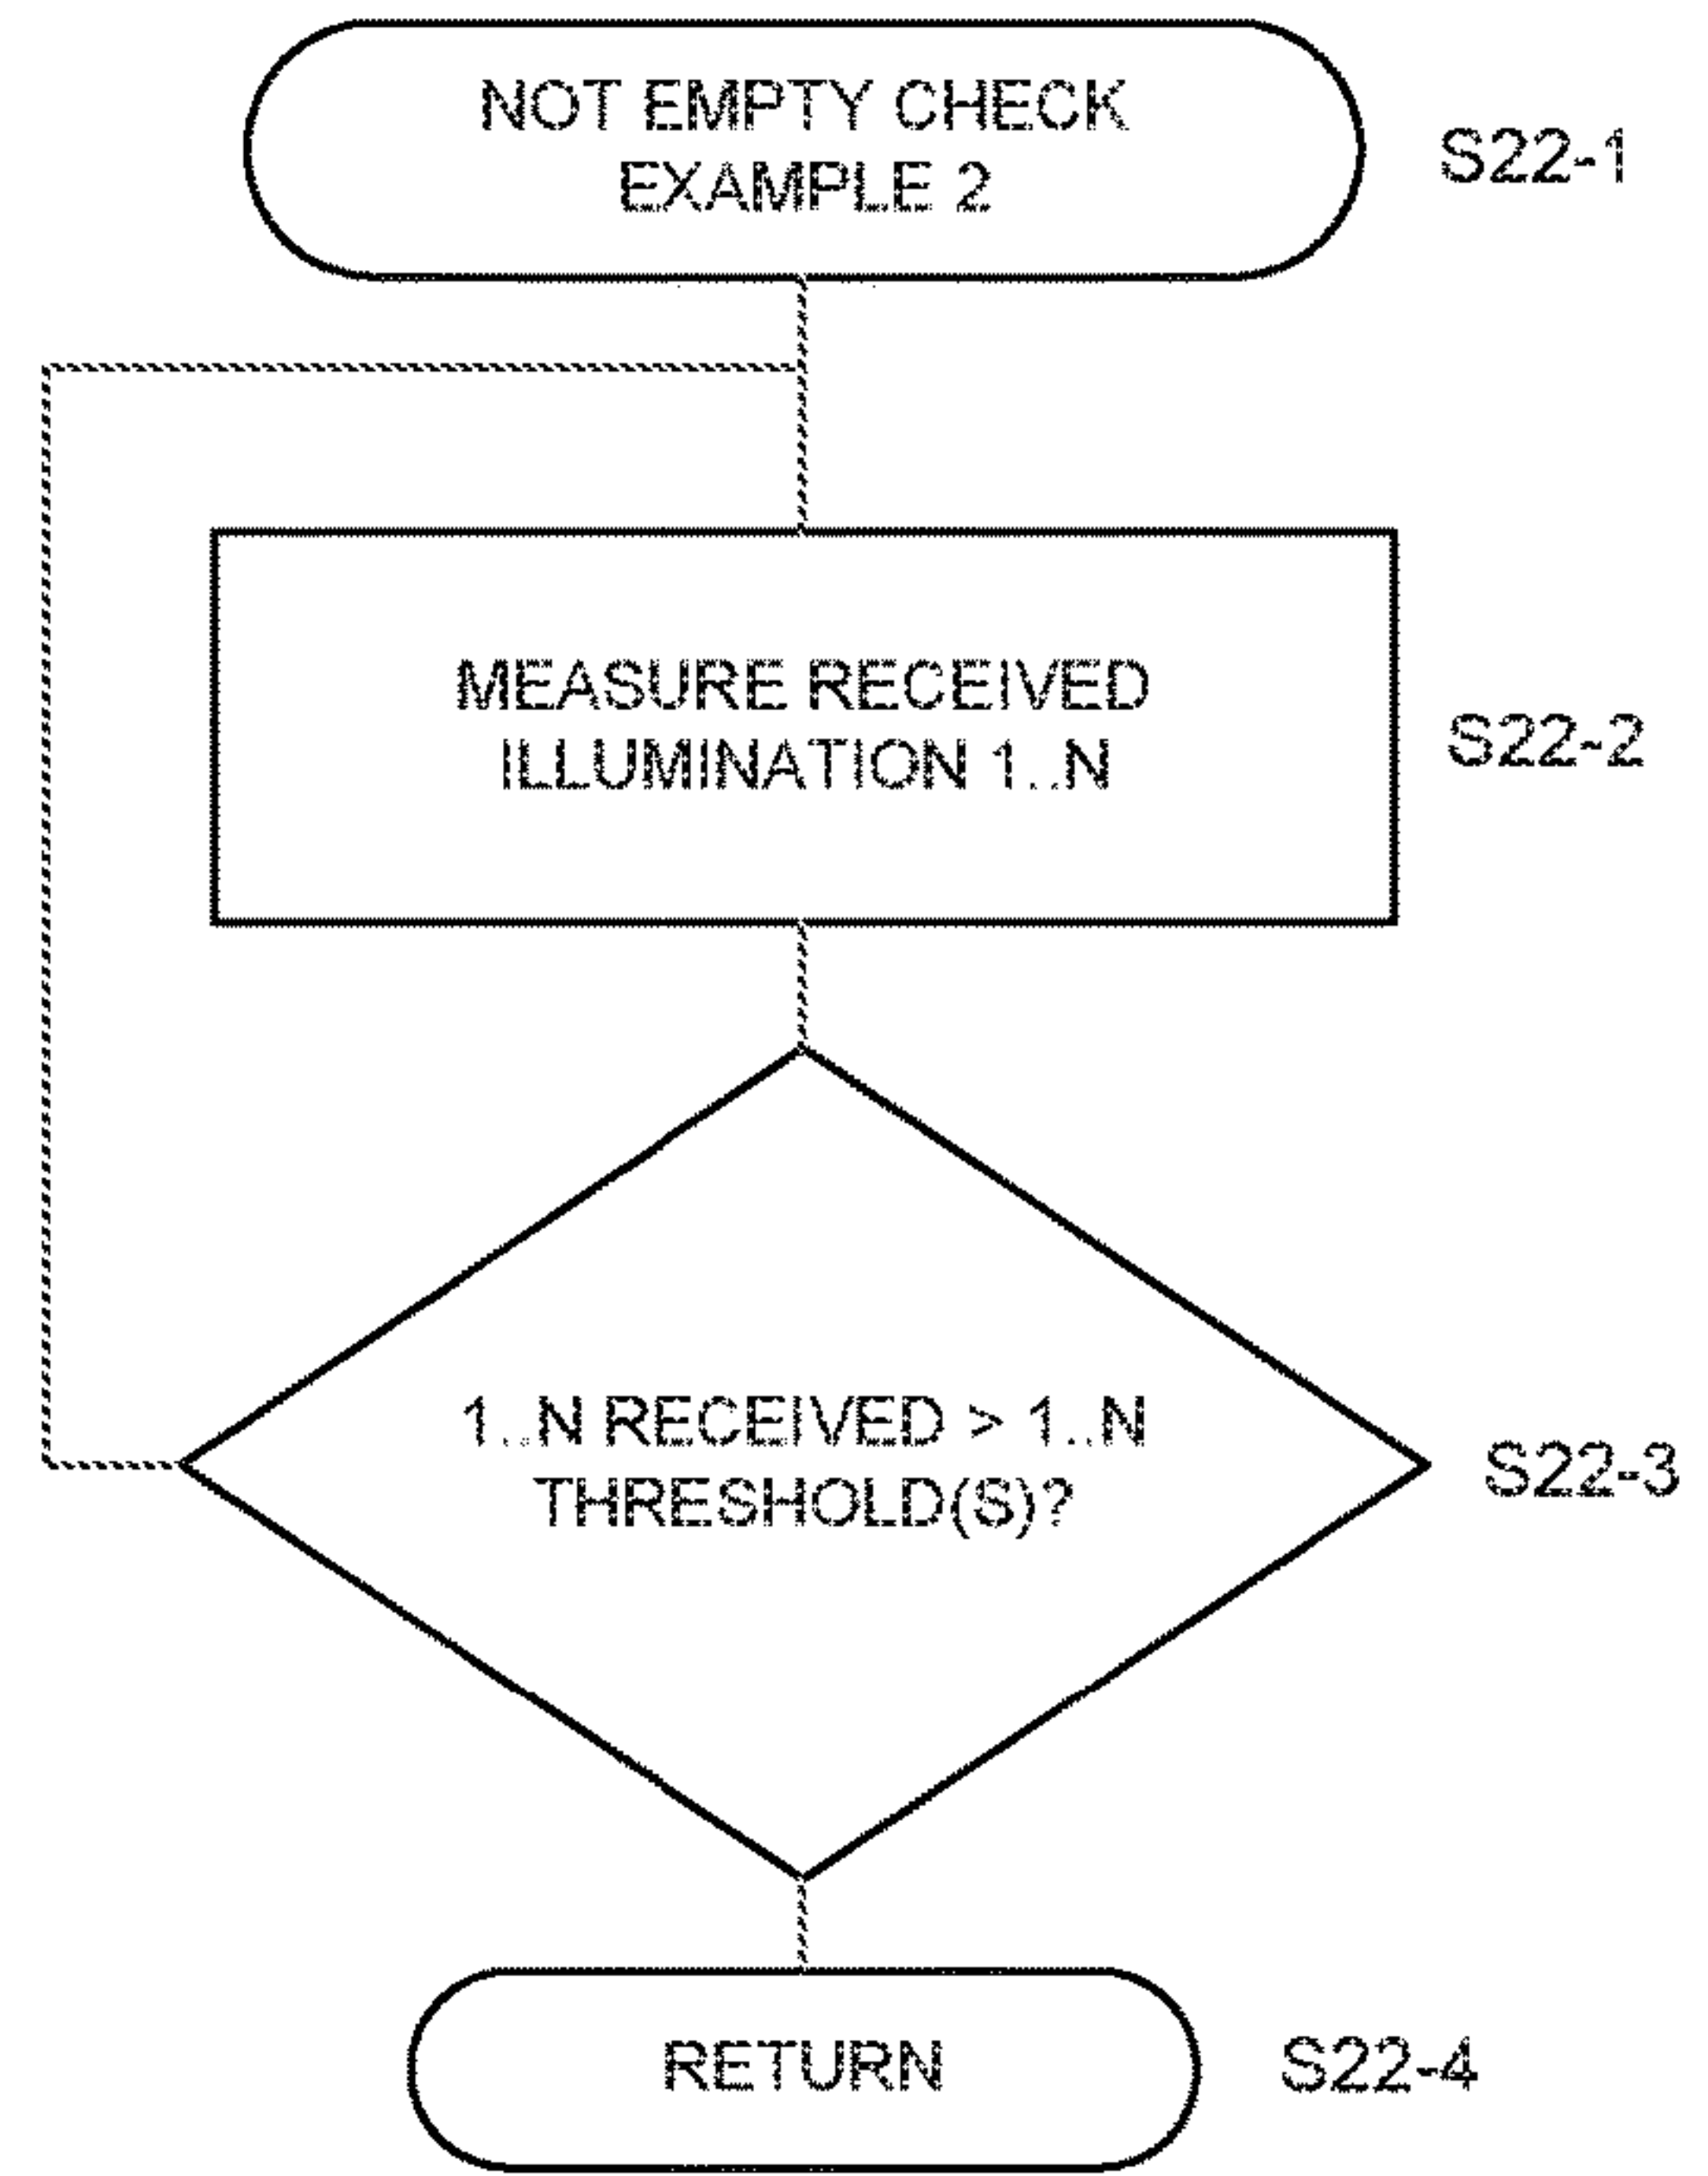 NOT EMPTY CHECK
EXAMPLE 2
S22-1
MEASURE RECEIVED
ILLUMINATION 1..N
S22-2
1..N RECEIVED > 1..N
THRESHOLD(S)?
S22-3
RETURN
S22-4